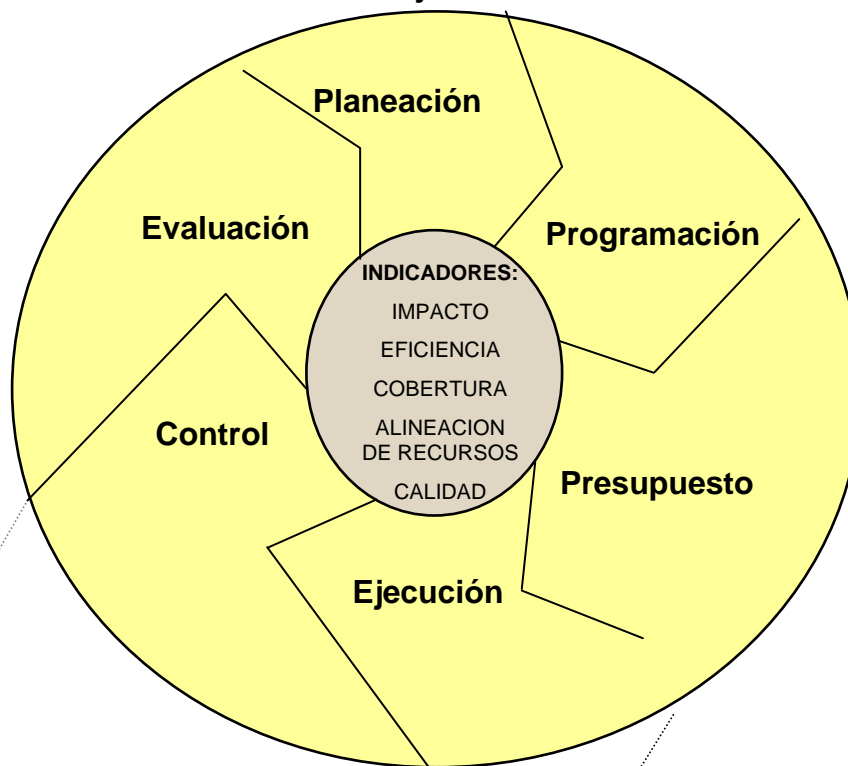 Planeación
Evaluación
Programación
INDICADORES:
IMPACTO
EFICIENCIA
COBERTURA
ALINEACION
DE RECURSOS
CALIDAD
Control
Presupuesto
Ejecución